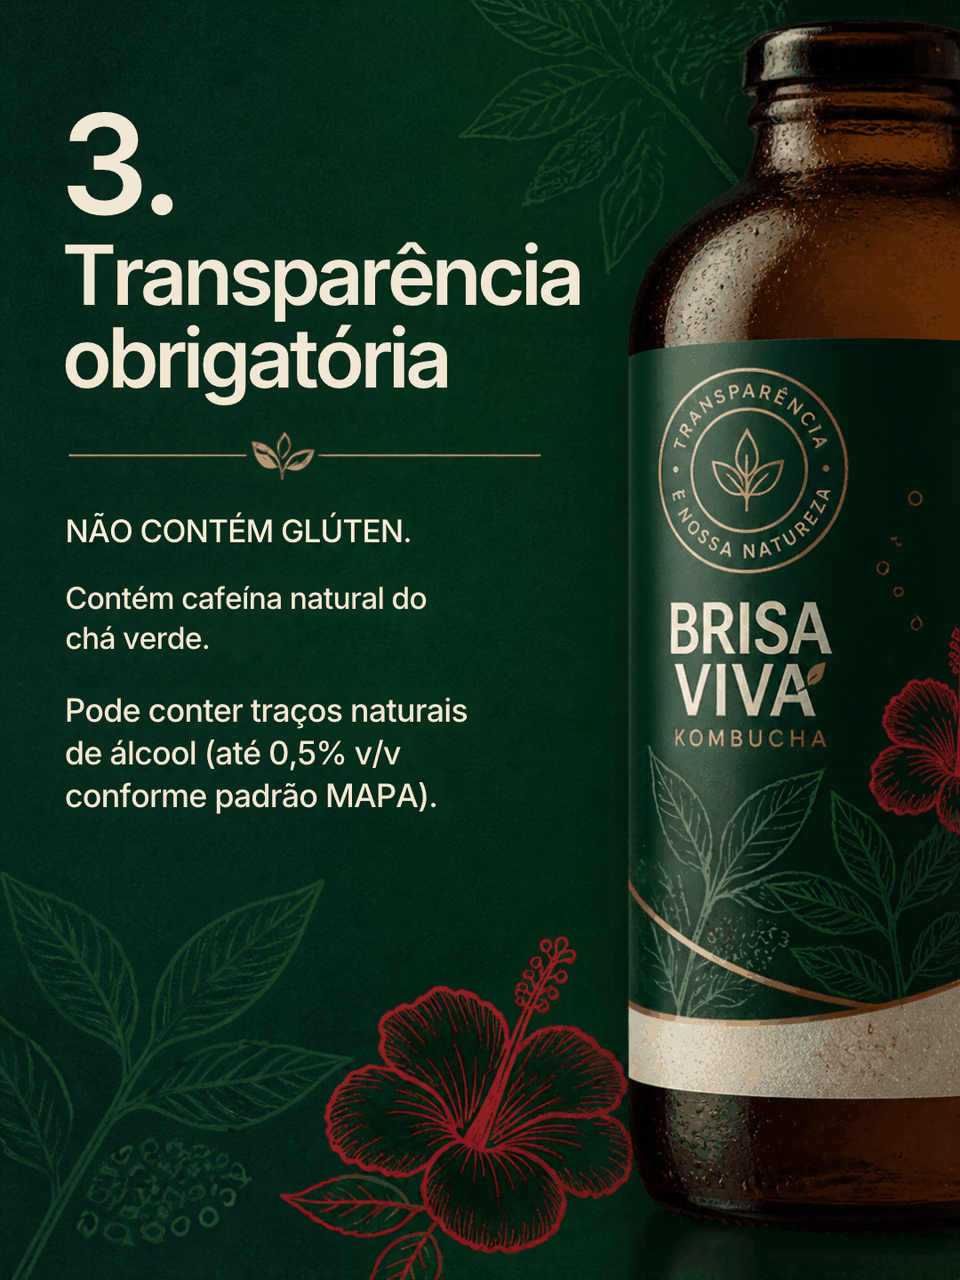 3.
Transparência
obrigatória
NÃO CONTÉM GLÚTEN.
Contém cafeína natural do
chá verde.
Pode conter traços naturais
de álcool (até 0,5% v/v
conforme padrão MAPA).
• TRANSPARÊNCIA •
É NOSSA NATUREZA
BRISA
VIVA
KOMBUCHA